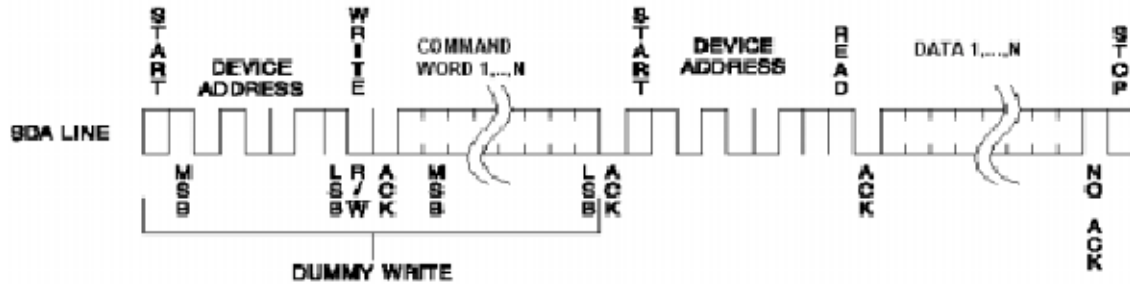 START
DEVICE
ADDRESS
WRITE
COMMAND
WORD 1,...,N
START
DEVICE
ADDRESS
READ
DATA 1,...,N
STOP
SDA LINE
MSB
LSB
R/W
ACK
MSB
LSB
ACK
ACK
NO ACK
DUMMY WRITE